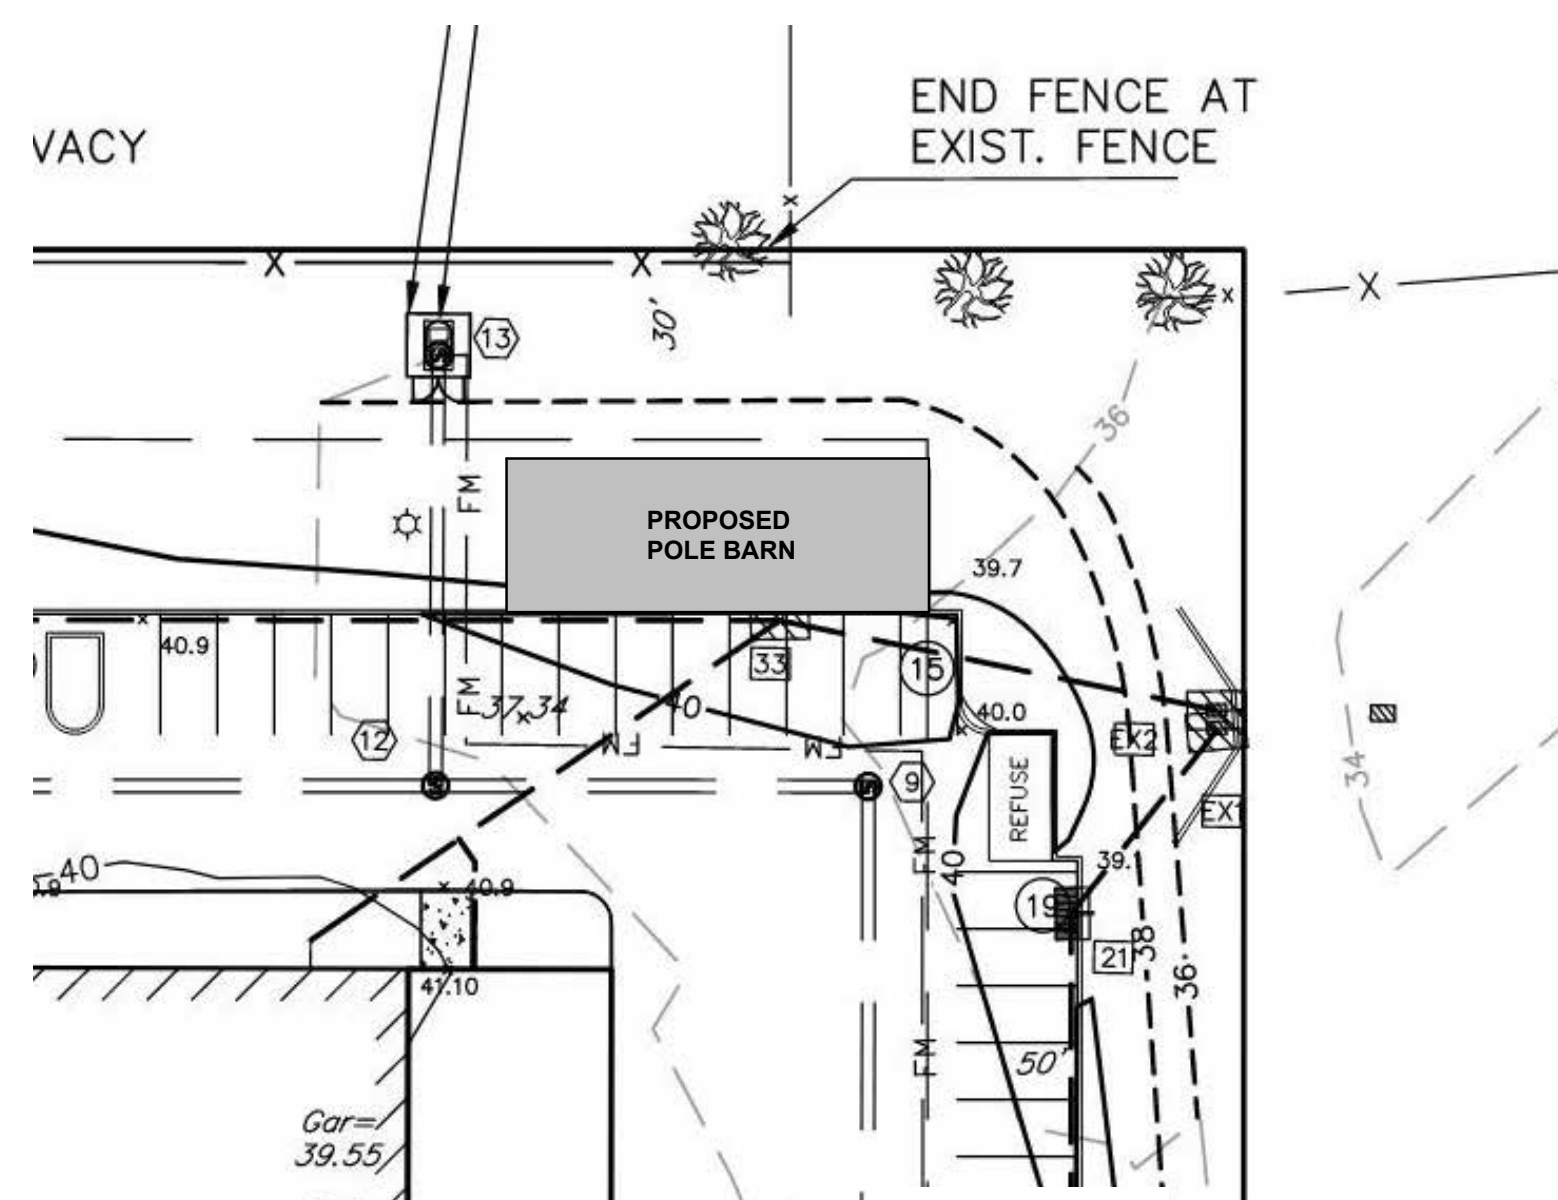 END FENCE AT
EXIST. FENCE
VACY
X
X
x
x
X
13
30'
36
FM
PROPOSED
POLE BARN
39.7
x
40.9
33
15
FM
37x34
40
40.0
12
FM
FM
EX2
34
9
REFUSE
EX1
FM
40
40
39.
x 40.9
19
21
38
36
41.10
FM
50'
Gar=
39.55